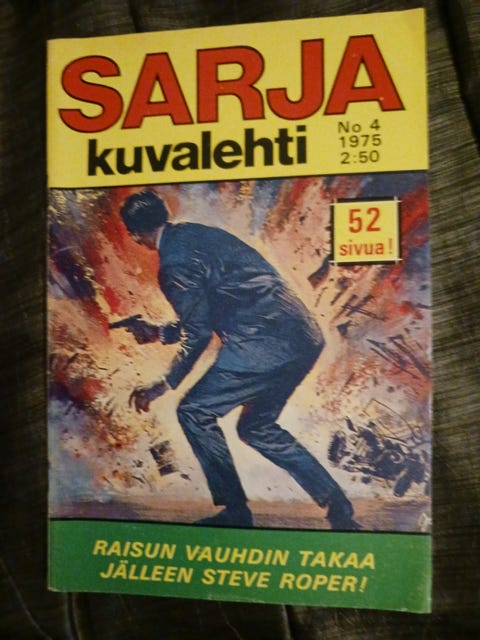 SARJA
kuvalehti
No 4
1975
2:50
52
sivua!
RAISUN VAUHDIN TAKAA
JÄLLEEN STEVE ROPER!